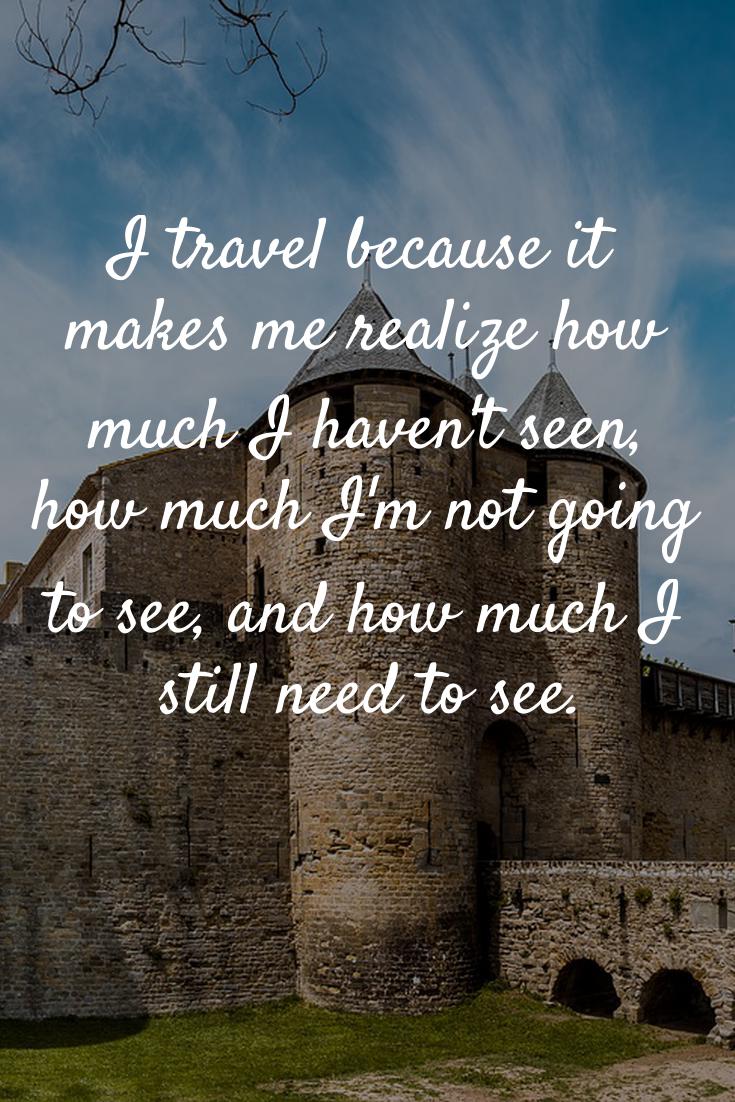 I travel because it
makes me realize how
much I haven't seen,
how much I'm not going
to see, and how much I
still need to see.